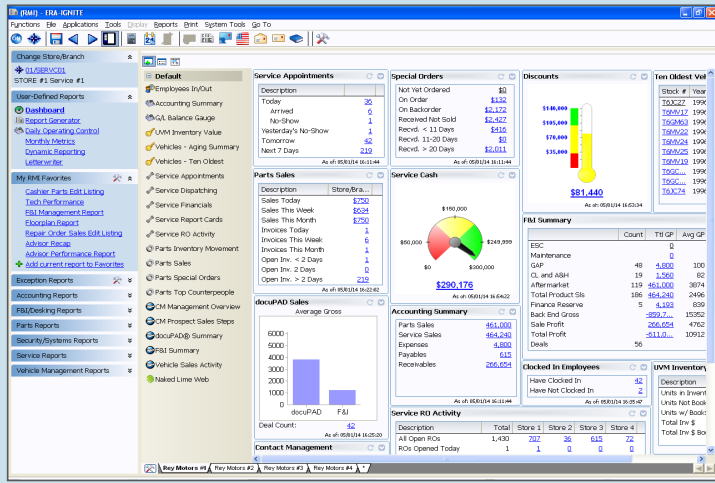 (RMI) - ERA-IGNITE
Functions File Applications Tools Display Reports Print System Tools Go To
Change Store/Branch
01/SERVC01
STORE #1 Service #1
User-Defined Reports
Dashboard
Report Generator
Daily Operating Control
Monthly Metrics
Dynamic Reporting
Letterwriter
My RMI Favorites
Cashier Parts Edit Listing
Tech Performance
F&I Management Report
Floorplan Report
Repair Order Sales Edit Listing
Advisor Recap
Advisor Performance Report
Add current report to Favorites
Exception Reports
Accounting Reports
F&I/Desking Reports
Parts Reports
Security/Systems Reports
Service Reports
Vehicle Management Reports
Default
Employees In/Out
Accounting Summary
G/L Balance Gauge
UVM Inventory Value
Vehicles - Aging Summary
Vehicles - Ten Oldest
Service Appointments
Service Dispatching
Service Financials
Service Report Cards
Service RO Activity
Parts Inventory Movement
Parts Sales
Parts Special Orders
Parts Top Counterpeople
CM Management Overview
CM Prospect Sales Steps
docuPAD® Summary
F&I Summary
Vehicle Sales Activity
Naked Lime Web
Service Appointments
Description
Today 36
Arrived 6
No-Show 1
Yesterday's No-Show 1
Tomorrow 42
Next 7 Days 219
As of: 05/01/14 16:11:44
Parts Sales
Description Store/Bra...
Sales Today $750
Sales This Week $634
Sales This Month $750
Invoices Today 1
Invoices This Week 6
Invoices This Month 1
Open Inv. < 2 Days 1
Open Inv. 2 Days 0
Open Inv. > 2 Days 219
As of: 05/01/14 16:22:02
docuPAD Sales
Average Gross
6000
5000
4000
3000
2000
1000
0
docuPAD F&I
Deal Count: 42
As of: 05/01/14 16:25:20
Contact Management
Special Orders
Not Yet Ordered $0
On Order $132
On Backorder $2,172
Received Not Sold $2,427
Recvd. < 11 Days $416
Recvd. 11-20 Days $0
Recvd. > 20 Days $2,011
As of: 05/01/14 16:11:44
Service Cash
$150,000
$50,000
$249,999
$0
$300,000
$290,176
As of: 05/01/14 16:54:22
Accounting Summary
Parts Sales 461,000
Service Sales 464,240
Expenses 4,800
Payables 615
Receivables 266,654
As of: 05/01/14 16:11:44
Discounts
$140,000
$105,000
$70,000
$35,000
$81,440
As of: 05/01/14 16:53:34
Ten Oldest Vel
Stock # Year
T6JC27 1996
T6MV17 1996
T6GM63 1996
T6MV22 1996
T6MV24 1996
T6MV25 1996
T6MV19 1996
T6GC... 1996
T6GC... 1996
T6JC74 1996
F&I Summary
Count Ttl GP Avg GP
ESC 0
Maintenance 0
GAP 48 4,800 100
CL and A&H 19 1,560 82
Aftermarket 119 461,000 3874
Total Product Sls 186 464,240 2496
Finance Reserve 5 4,193 839
Back End Gross -859,7... 15352
Sale Profit 266,654 4762
Total Profit -611,0... 10912
Deals 56
Clocked In Employees
Have Clocked In 42
Have Not Clocked In 2
As of: 05/01/14 16:35:47
UVM Inventory
Description
Units in Invent
Units Not Book
Units w/ Books
Total Inv $
Total Inv $ Boo
Service RO Activity
Description Total Store 1 Store 2 Store 3 Store 4
All Open ROs 1,430 707 36 615 72
ROs Opened Today 1 1 0 0 0
Rey Motors #1 Rey Motors #2 Rey Motors #3 Rey Motors #4 *